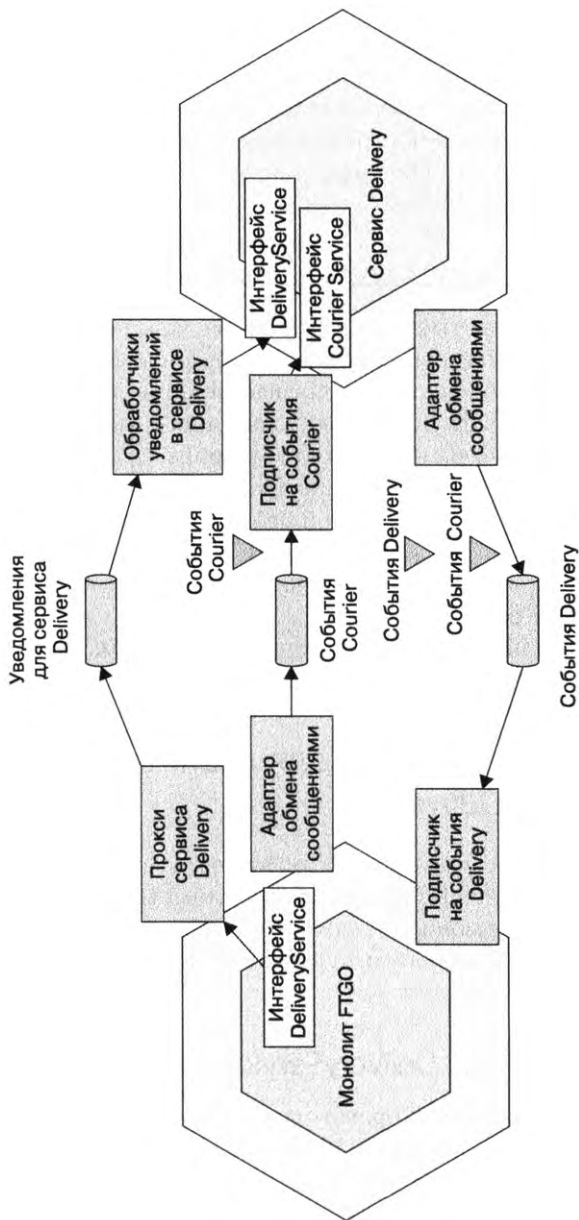 Уведомления
для сервиса
Delivery
Прокси
сервиса
Delivery
Обработчики
уведомлений
в сервисе
Delivery
Интерфейс
DeliveryService
Интерфейс
DeliveryService
Монолит FTGO
Адаптер
обмена
сообщениями
События
Courier
События
Courier
Подписчик
на события
Courier
Интерфейс
Courier Service
Сервис Delivery
События Delivery
События Courier
Подписчик
на события
Delivery
События Delivery
Адаптер
обмена
сообщениями